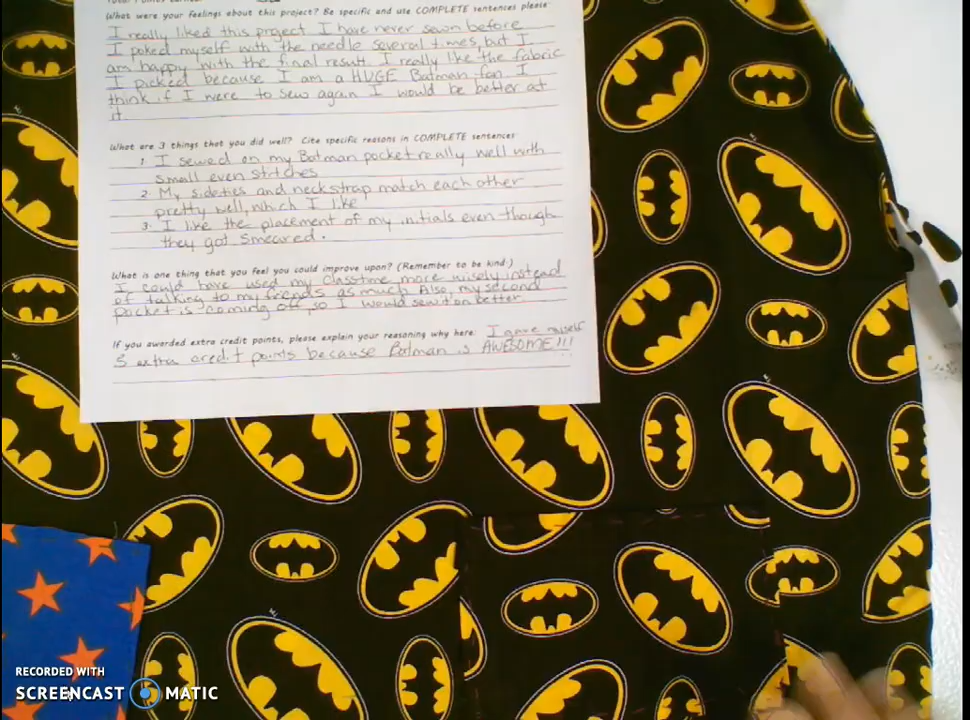 What were your feelings about this project? Be specific and use COMPLETE sentences please
I really liked this project I have never sewn before
I poked myself with the needle several times, but I
am happy with the final result. I really like the fabric
I picked because I am a HUGE Batman fan I
think if I were to sew again I would be better at
it.
What are 3 things that you did well? Cite specific reasons in COMPLETE sentences
1. I sewed on my Batman pocket really well with
small even stitches
2. My side ties and neck strap match each other
pretty well, which I like
3. I like the placement of my initials even though
they got smeared.
What is one thing that you feel you could improve upon? (Remember to be kind.)
I could have used my classtime more wisely instead
of talking to my friends as much Also, my second
pocket is coming off, so I would sew it on better
If you awarded extra credit points, please explain your reasoning why here: I gave myself
5 extra credit points because Batman is AWESOME!!!
RECORDED WITH
SCREENCAST MATIC